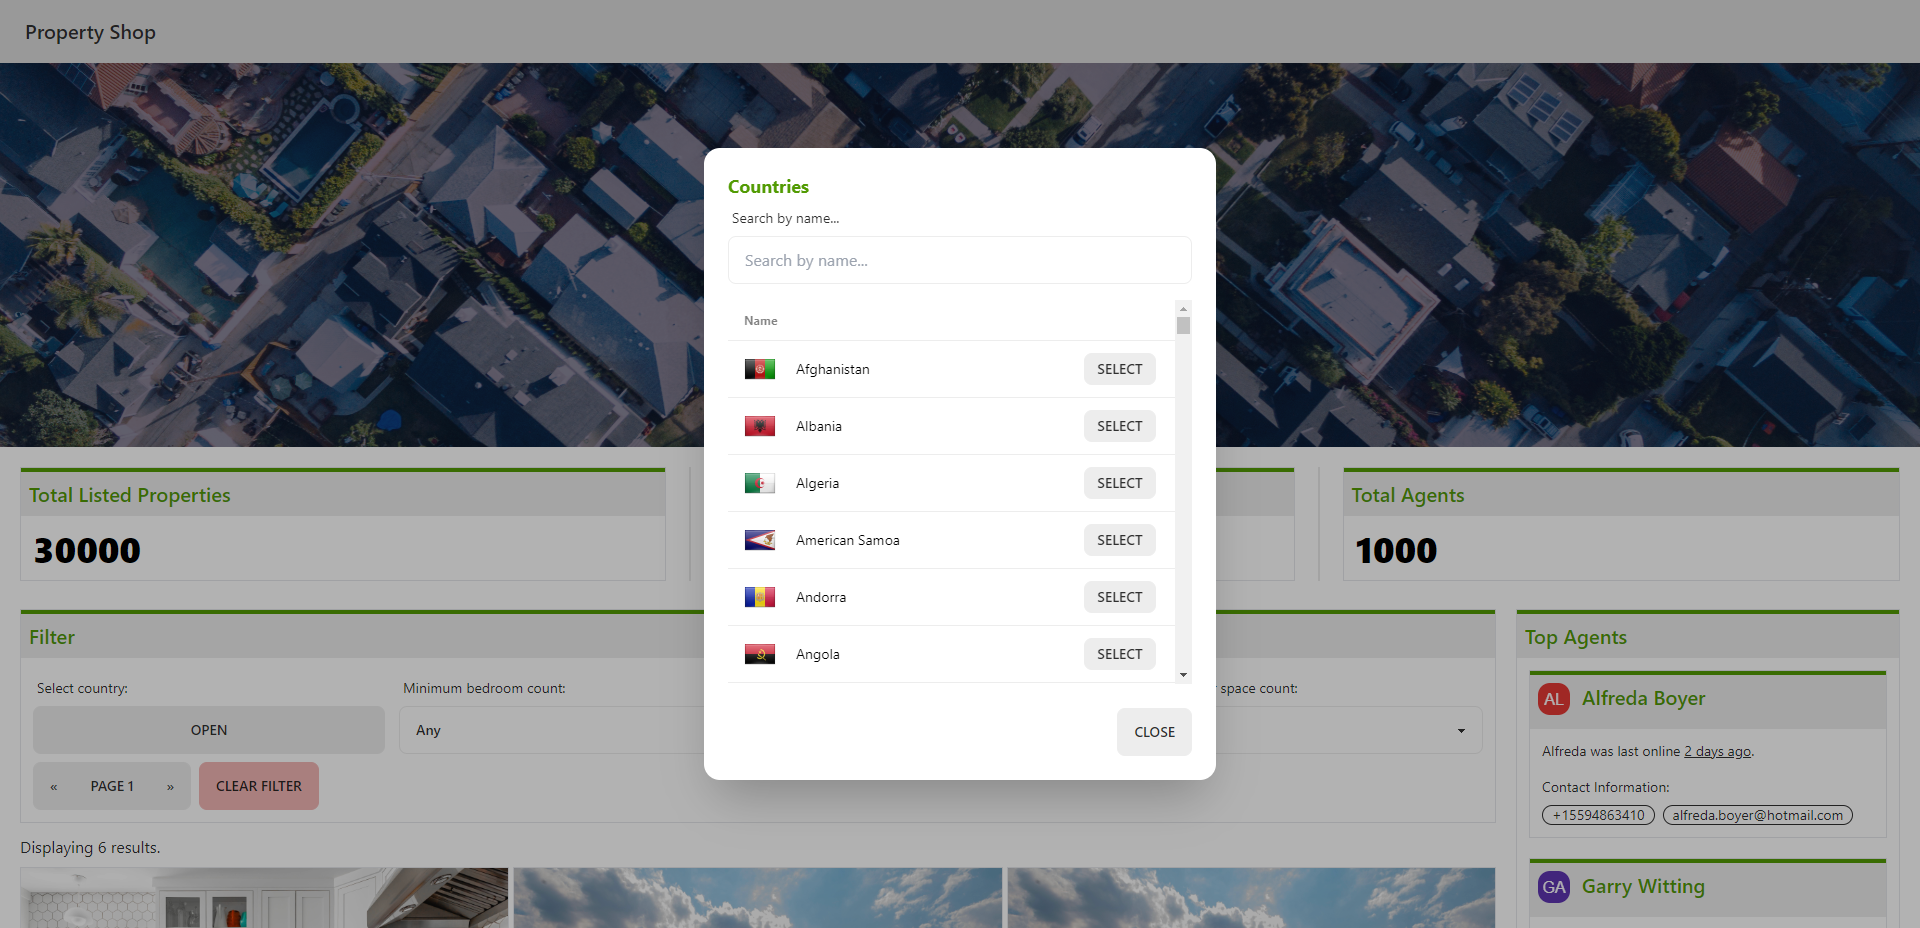 Property Shop
Countries
Search by name...
Search by name...
Name
Afghanistan SELECT
Albania SELECT
Algeria SELECT
American Samoa SELECT
Andorra SELECT
Angola SELECT
CLOSE
Total Listed Properties
30000
Total Agents
1000
Filter
Select country:
OPEN
Minimum bedroom count:
Any
space count:
« PAGE 1 »
CLEAR FILTER
Displaying 6 results.
Top Agents
AL Alfreda Boyer
Alfreda was last online 2 days ago.
Contact Information:
+15594863410 alfreda.boyer@hotmail.com
GA Garry Witting